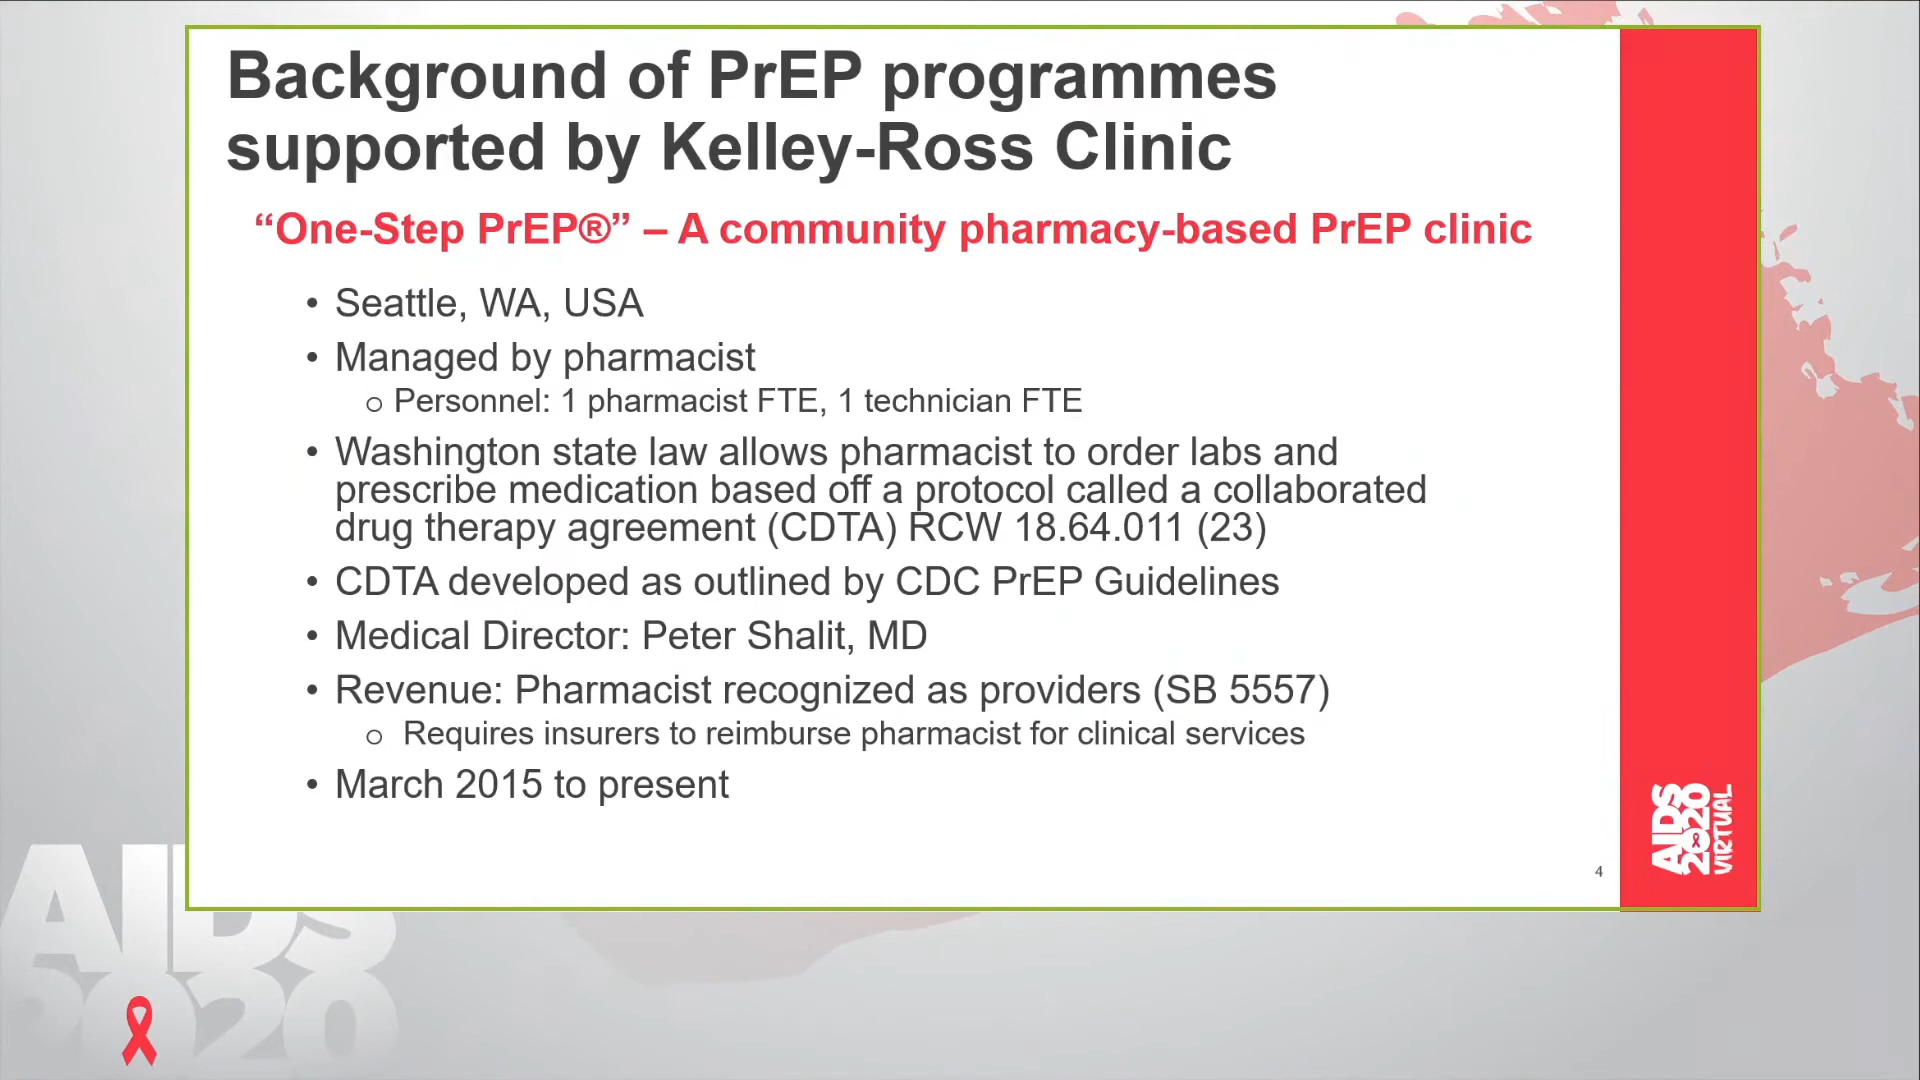 Background of PrEP programmes
supported by Kelley-Ross Clinic
“One-Step PrEP®” – A community pharmacy-based PrEP clinic
• Seattle, WA, USA
• Managed by pharmacist
o Personnel: 1 pharmacist FTE, 1 technician FTE
• Washington state law allows pharmacist to order labs and
prescribe medication based off a protocol called a collaborated
drug therapy agreement (CDTA) RCW 18.64.011 (23)
• CDTA developed as outlined by CDC PrEP Guidelines
• Medical Director: Peter Shalit, MD
• Revenue: Pharmacist recognized as providers (SB 5557)
o Requires insurers to reimburse pharmacist for clinical services
• March 2015 to present
4
AIDS
2020
VIRTUAL
AIDS
2020